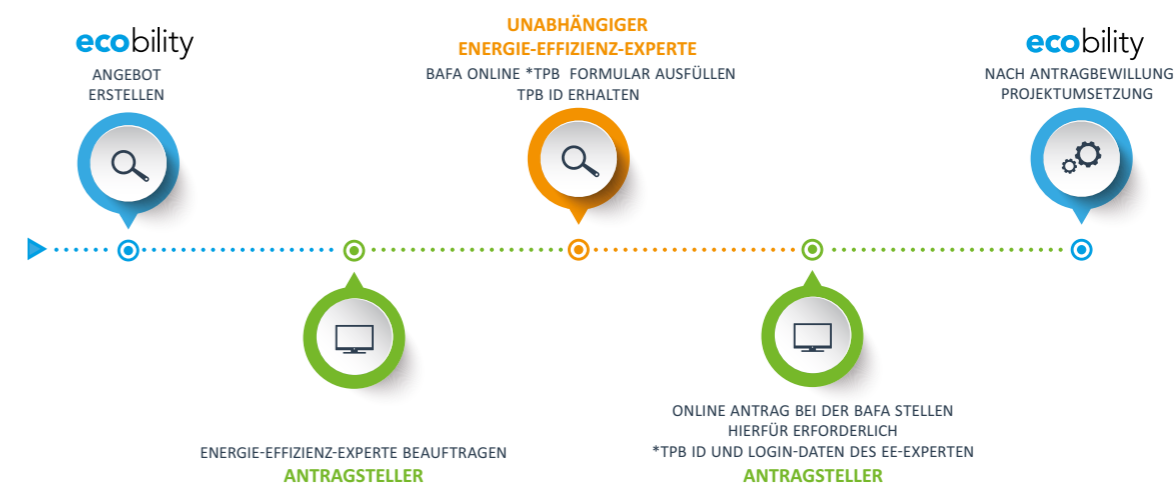 ecobility
ANGEBOT
ERSTELLEN
ENERGIE-EFFIZIENZ-EXPERTE BEAUFTRAGEN
ANTRAGSTELLER
UNABHÄNGIGER
ENERGIE-EFFIZIENZ-EXPERTE
BAFA ONLINE *TPB FORMULAR AUSFÜLLEN
TPB ID ERHALTEN
ONLINE ANTRAG BEI DER BAFA STELLEN
HIERFÜR ERFORDERLICH
*TPB ID UND LOGIN-DATEN DES EE-EXPERTEN
ANTRAGSTELLER
ecobility
NACH ANTRAGBEWILLUNG
PROJEKTUMSETZUNG